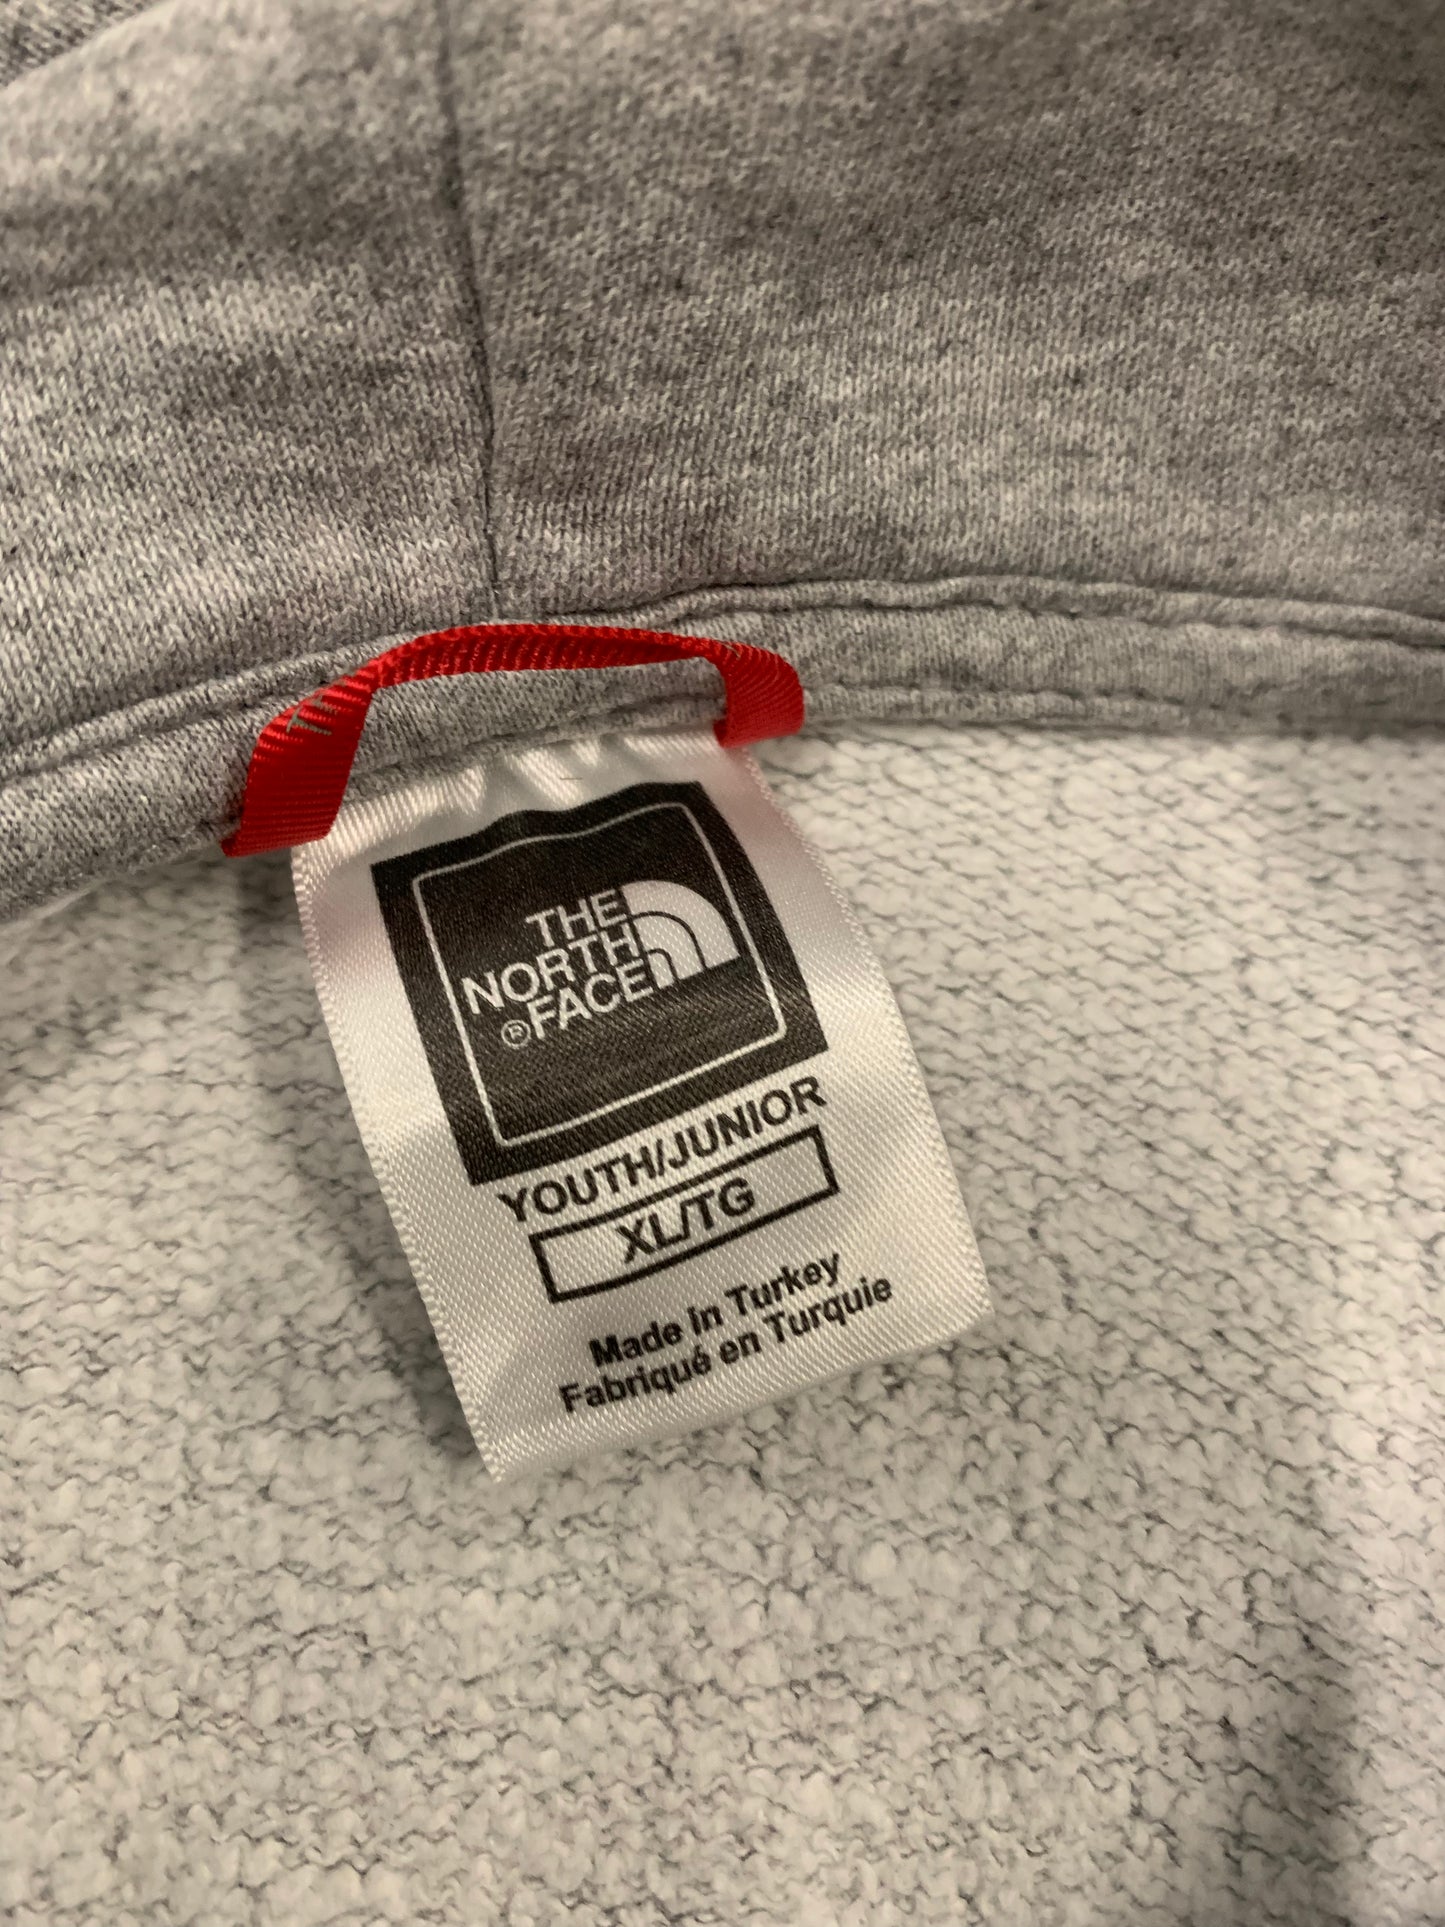 THE
NORTH
®FACE
YOUTH/JUNIOR
XL/TG
Made in Turkey
Fabriqué en Turquie